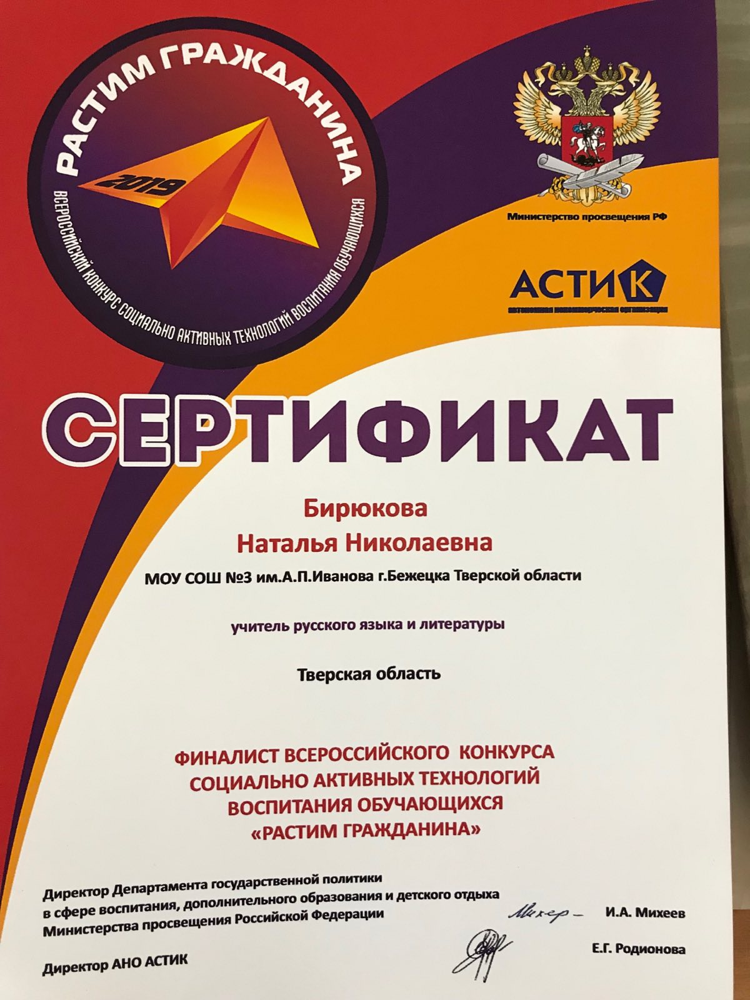 РАСТИМ ГРАЖДАНИНА
2019
ВСЕРОССИЙСКИЙ КОНКУРС СОЦИАЛЬНО АКТИВНЫХ ТЕХНОЛОГИЙ ВОСПИТАНИЯ ОБУЧАЮЩИХСЯ
Министерство просвещения РФ
АСТИК
автономная некоммерческая организация
СЕРТИФИКАТ
Бирюкова
Наталья Николаевна
МОУ СОШ №3 им.А.П.Иванова г.Бежецка Тверской области
учитель русского языка и литературы
Тверская область
ФИНАЛИСТ ВСЕРОССИЙСКОГО КОНКУРСА
СОЦИАЛЬНО АКТИВНЫХ ТЕХНОЛОГИЙ
ВОСПИТАНИЯ ОБУЧАЮЩИХСЯ
«РАСТИМ ГРАЖДАНИНА»
Директор Департамента государственной политики
в сфере воспитания, дополнительного образования и детского отдыха
Министерства просвещения Российской Федерации
И.А. Михеев
Директор АНО АСТИК
Е.Г. Родионова